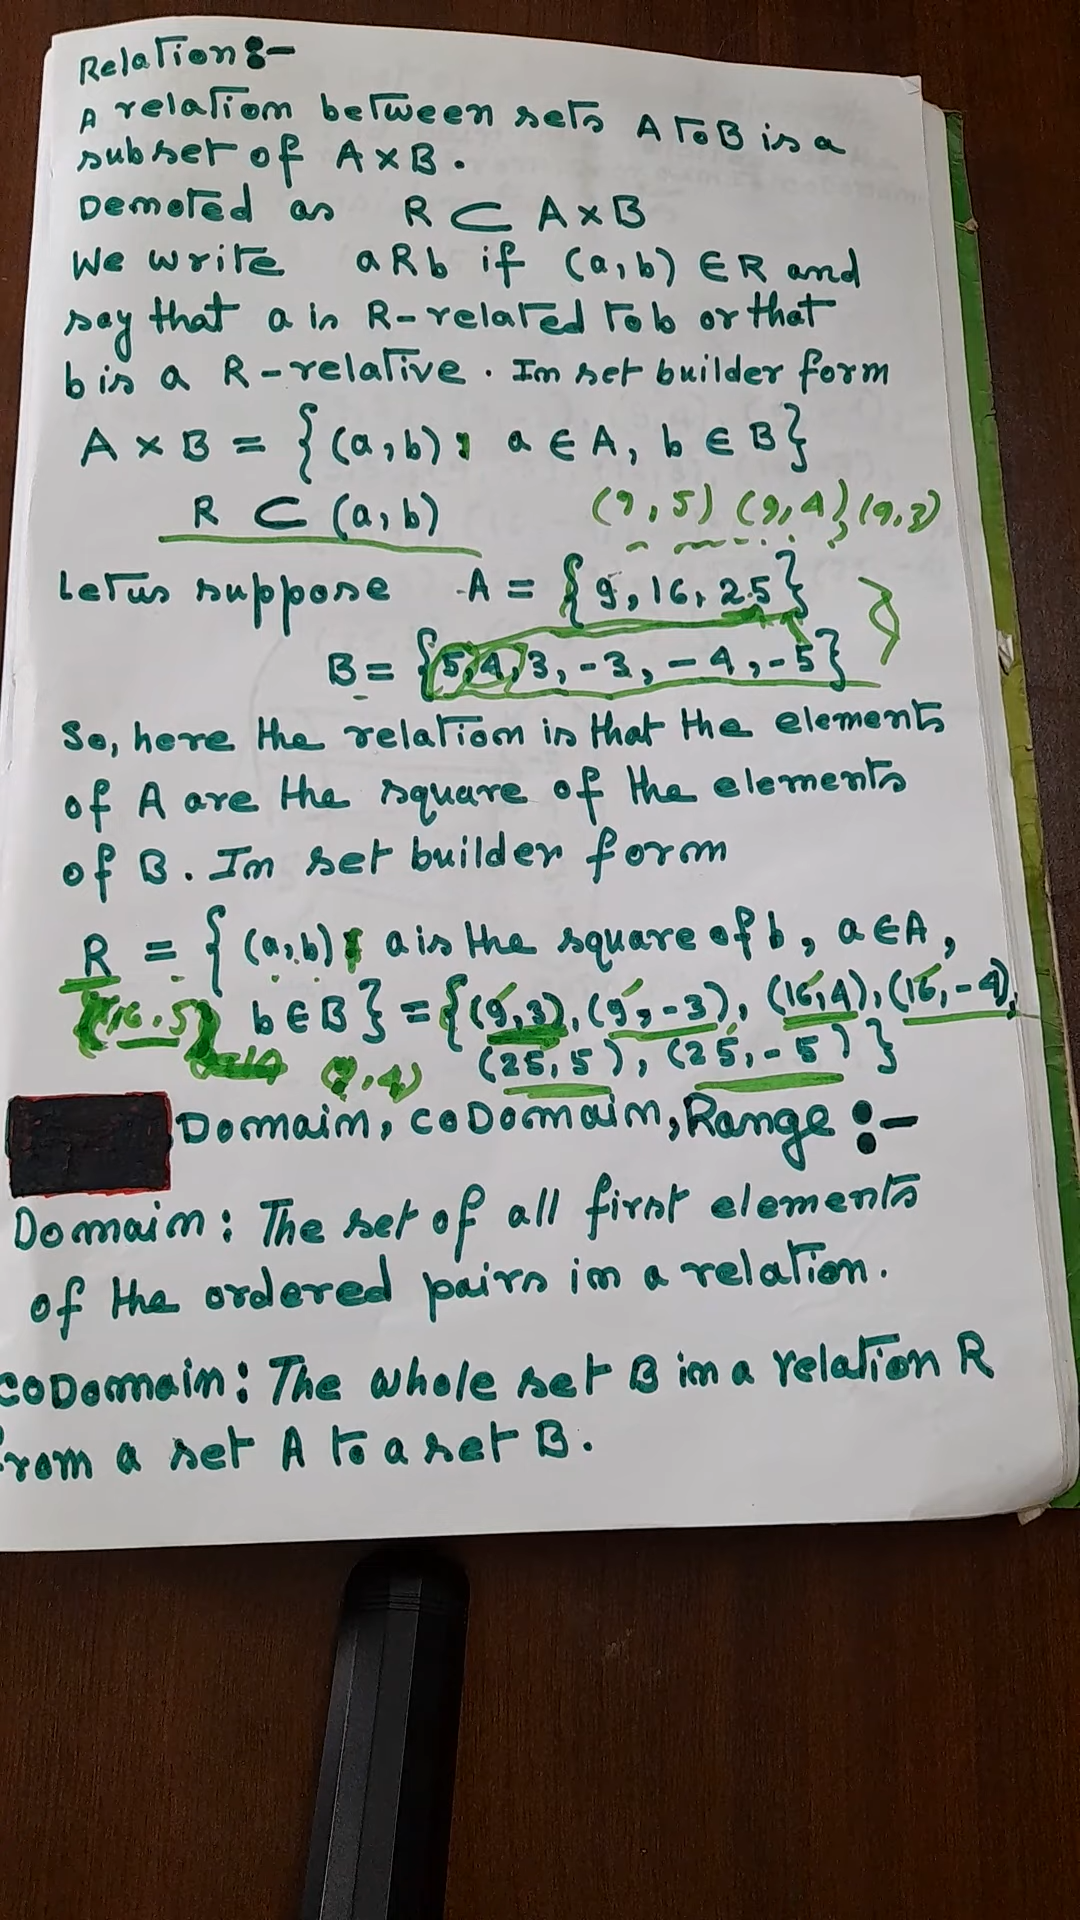 Relation:-
A relation between sets A to B is a
subset of A×B.
Denoted as R ⊂ A×B
We write aRb if (a,b) ∈ R and
say that a is R-related to b or that
b is a R-relative. In set builder form
A × B = {(a,b): a ∈ A, b ∈ B}
R ⊂ (a,b)
(9,5) (9,4), (9,3)
Let us suppose A = {9, 16, 25}
B = {5,4,3,-3,-4,-5}
So, here the relation is that the elements
of A are the square of the elements
of B. In set builder form
R = {(a,b): a is the square of b, a∈A,
(16,5) b∈B} = {(9,3),(9,-3),(16,4),(16,-4),
(9,4) (25,5),(25,-5)}
Domain, coDomain, Range:-
Domain: The set of all first elements
of the ordered pairs in a relation.
coDomain: The whole set B in a relation R
from a set A to a set B.